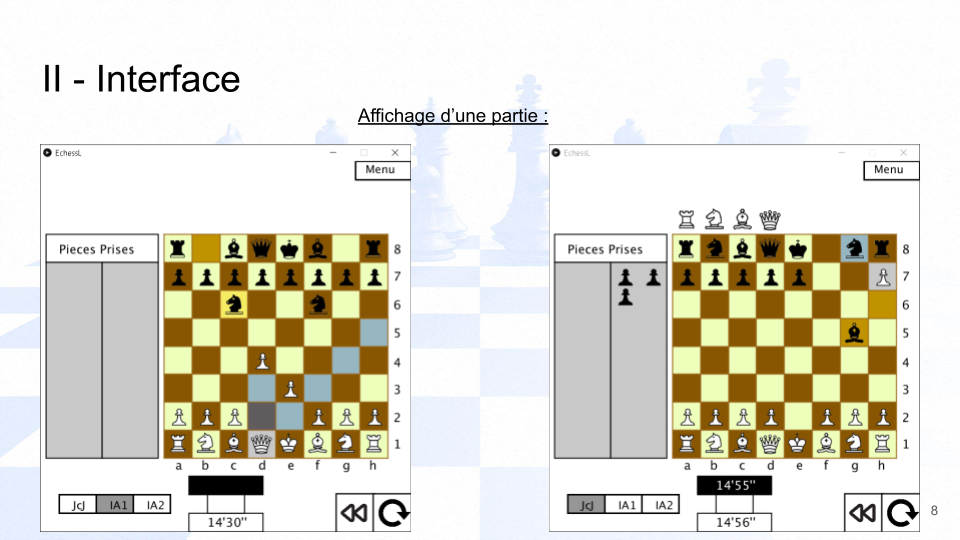 II - Interface
Affichage d'une partie :
EchessL
Menu
Pieces Prises
8
7
6
5
4
3
2
1
a b c d e f g h
JcJ IA1 IA2
14'30''
EchessL
Menu
Pieces Prises
8
7
6
5
4
3
2
1
a b c d e f g h
14'55''
JcJ IA1 IA2
14'56''
8